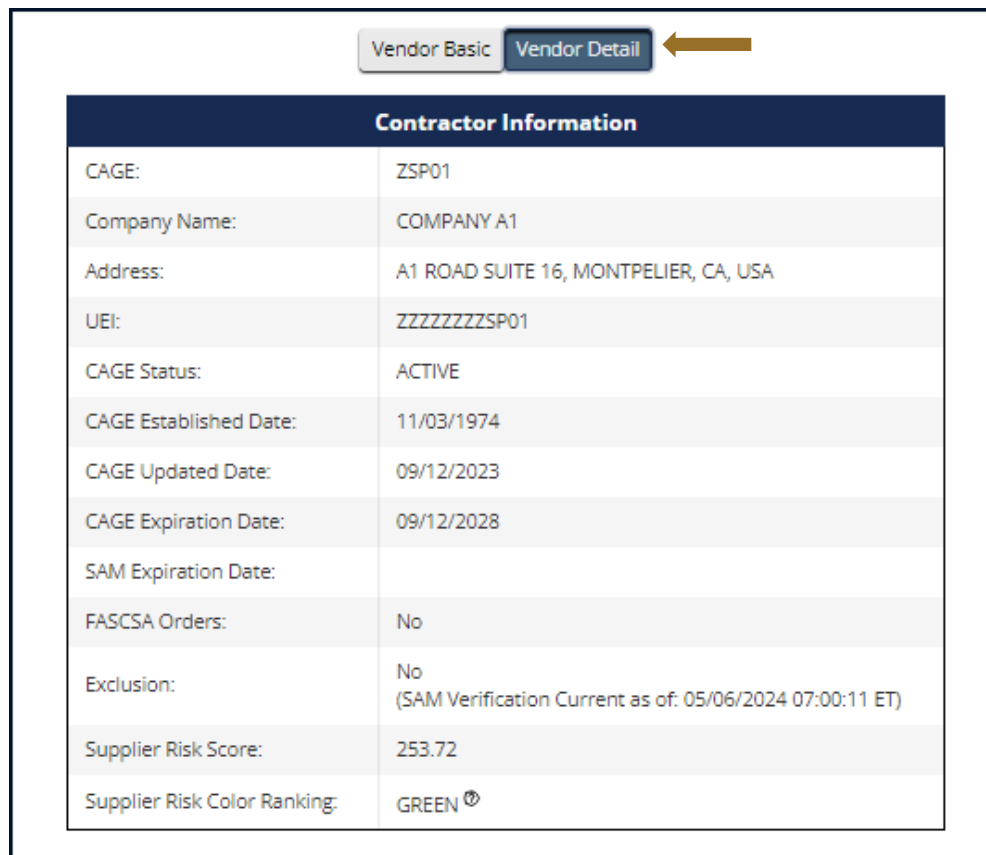 Vendor Basic Vendor Detail
Contractor Information
CAGE: ZSP01
Company Name: COMPANY A1
Address: A1 ROAD SUITE 16, MONTPELIER, CA, USA
UEI: ZZZZZZZZSP01
CAGE Status: ACTIVE
CAGE Established Date: 11/03/1974
CAGE Updated Date: 09/12/2023
CAGE Expiration Date: 09/12/2028
SAM Expiration Date:
FASCSA Orders: No
Exclusion: No
(SAM Verification Current as of: 05/06/2024 07:00:11 ET)
Supplier Risk Score: 253.72
Supplier Risk Color Ranking: GREEN ?